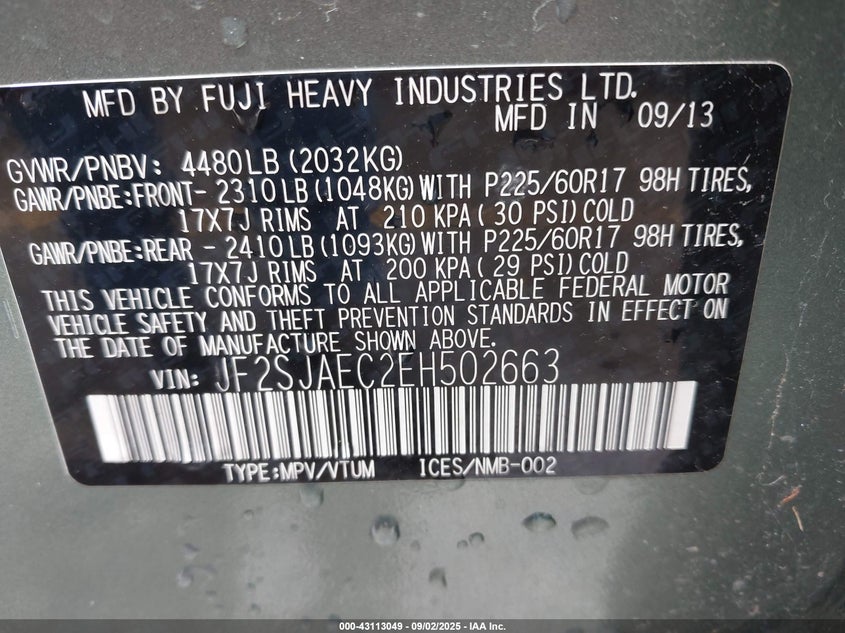 MFD BY FUJI HEAVY INDUSTRIES LTD.
MFD IN 09/13
GVWR/PNBV: 4480LB(2032KG)
GAWR/PNBE:FRONT- 2310LB(1048KG)WITH P225/60R17 98H TIRES,
17X7J RIMS AT 210 KPA( 30 PSI)COLD
GAWR/PNBE:REAR - 2410LB(1093KG)WITH P225/60R17 98H TIRES,
17X7J RIMS AT 200 KPA( 29 PSI)COLD
THIS VEHICLE CONFORMS TO ALL APPLICABLE FEDERAL MOTOR
VEHICLE SAFETY AND THEFT PREVENTION STANDARDS IN EFFECT ON
THE DATE OF MANUFACTURE SHOWN ABOVE.
VIN: JF2SJAEC2EH502663
TYPE:MPV/VTUM ICES/NMB-002
000-43113049 - 09/02/2025 - IAA Inc.